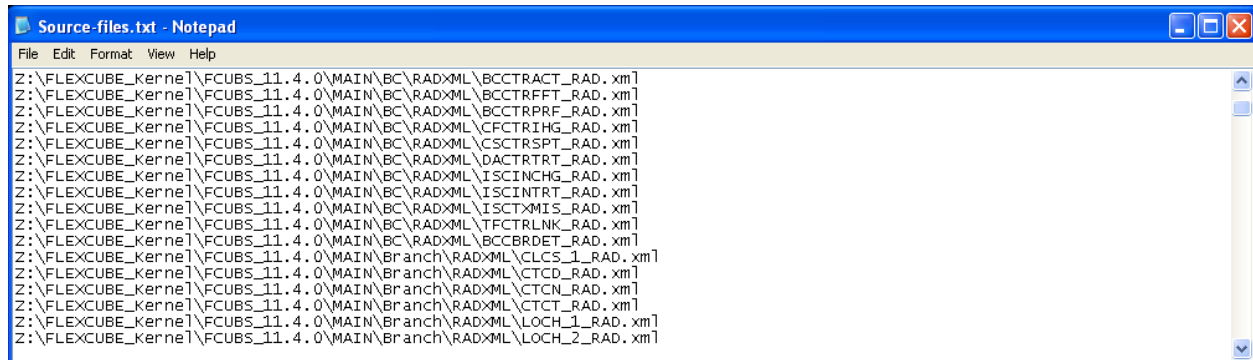 Source-files.txt - Notepad
File Edit Format View Help
Z:\FLEXCUBE_Kernel\FCUBS_11.4.0\MAIN\BC\RADXML\BCCTRACT_RAD.xml
Z:\FLEXCUBE_Kernel\FCUBS_11.4.0\MAIN\BC\RADXML\BCCTRFFT_RAD.xml
Z:\FLEXCUBE_Kernel\FCUBS_11.4.0\MAIN\BC\RADXML\BCCTRPRF_RAD.xml
Z:\FLEXCUBE_Kernel\FCUBS_11.4.0\MAIN\BC\RADXML\CFCTRIHG_RAD.xml
Z:\FLEXCUBE_Kernel\FCUBS_11.4.0\MAIN\BC\RADXML\CSCTRSPT_RAD.xml
Z:\FLEXCUBE_Kernel\FCUBS_11.4.0\MAIN\BC\RADXML\DACTRTRT_RAD.xml
Z:\FLEXCUBE_Kernel\FCUBS_11.4.0\MAIN\BC\RADXML\ISCINCHG_RAD.xml
Z:\FLEXCUBE_Kernel\FCUBS_11.4.0\MAIN\BC\RADXML\ISCINTRT_RAD.xml
Z:\FLEXCUBE_Kernel\FCUBS_11.4.0\MAIN\BC\RADXML\ISCTXMIS_RAD.xml
Z:\FLEXCUBE_Kernel\FCUBS_11.4.0\MAIN\BC\RADXML\TFCTRLNK_RAD.xml
Z:\FLEXCUBE_Kernel\FCUBS_11.4.0\MAIN\BC\RADXML\BCCBRDET_RAD.xml
Z:\FLEXCUBE_Kernel\FCUBS_11.4.0\MAIN\Branch\RADXML\CLCS_1_RAD.xml
Z:\FLEXCUBE_Kernel\FCUBS_11.4.0\MAIN\Branch\RADXML\CTCD_RAD.xml
Z:\FLEXCUBE_Kernel\FCUBS_11.4.0\MAIN\Branch\RADXML\CTCN_RAD.xml
Z:\FLEXCUBE_Kernel\FCUBS_11.4.0\MAIN\Branch\RADXML\CTCT_RAD.xml
Z:\FLEXCUBE_Kernel\FCUBS_11.4.0\MAIN\Branch\RADXML\LOCH_1_RAD.xml
Z:\FLEXCUBE_Kernel\FCUBS_11.4.0\MAIN\Branch\RADXML\LOCH_2_RAD.xml